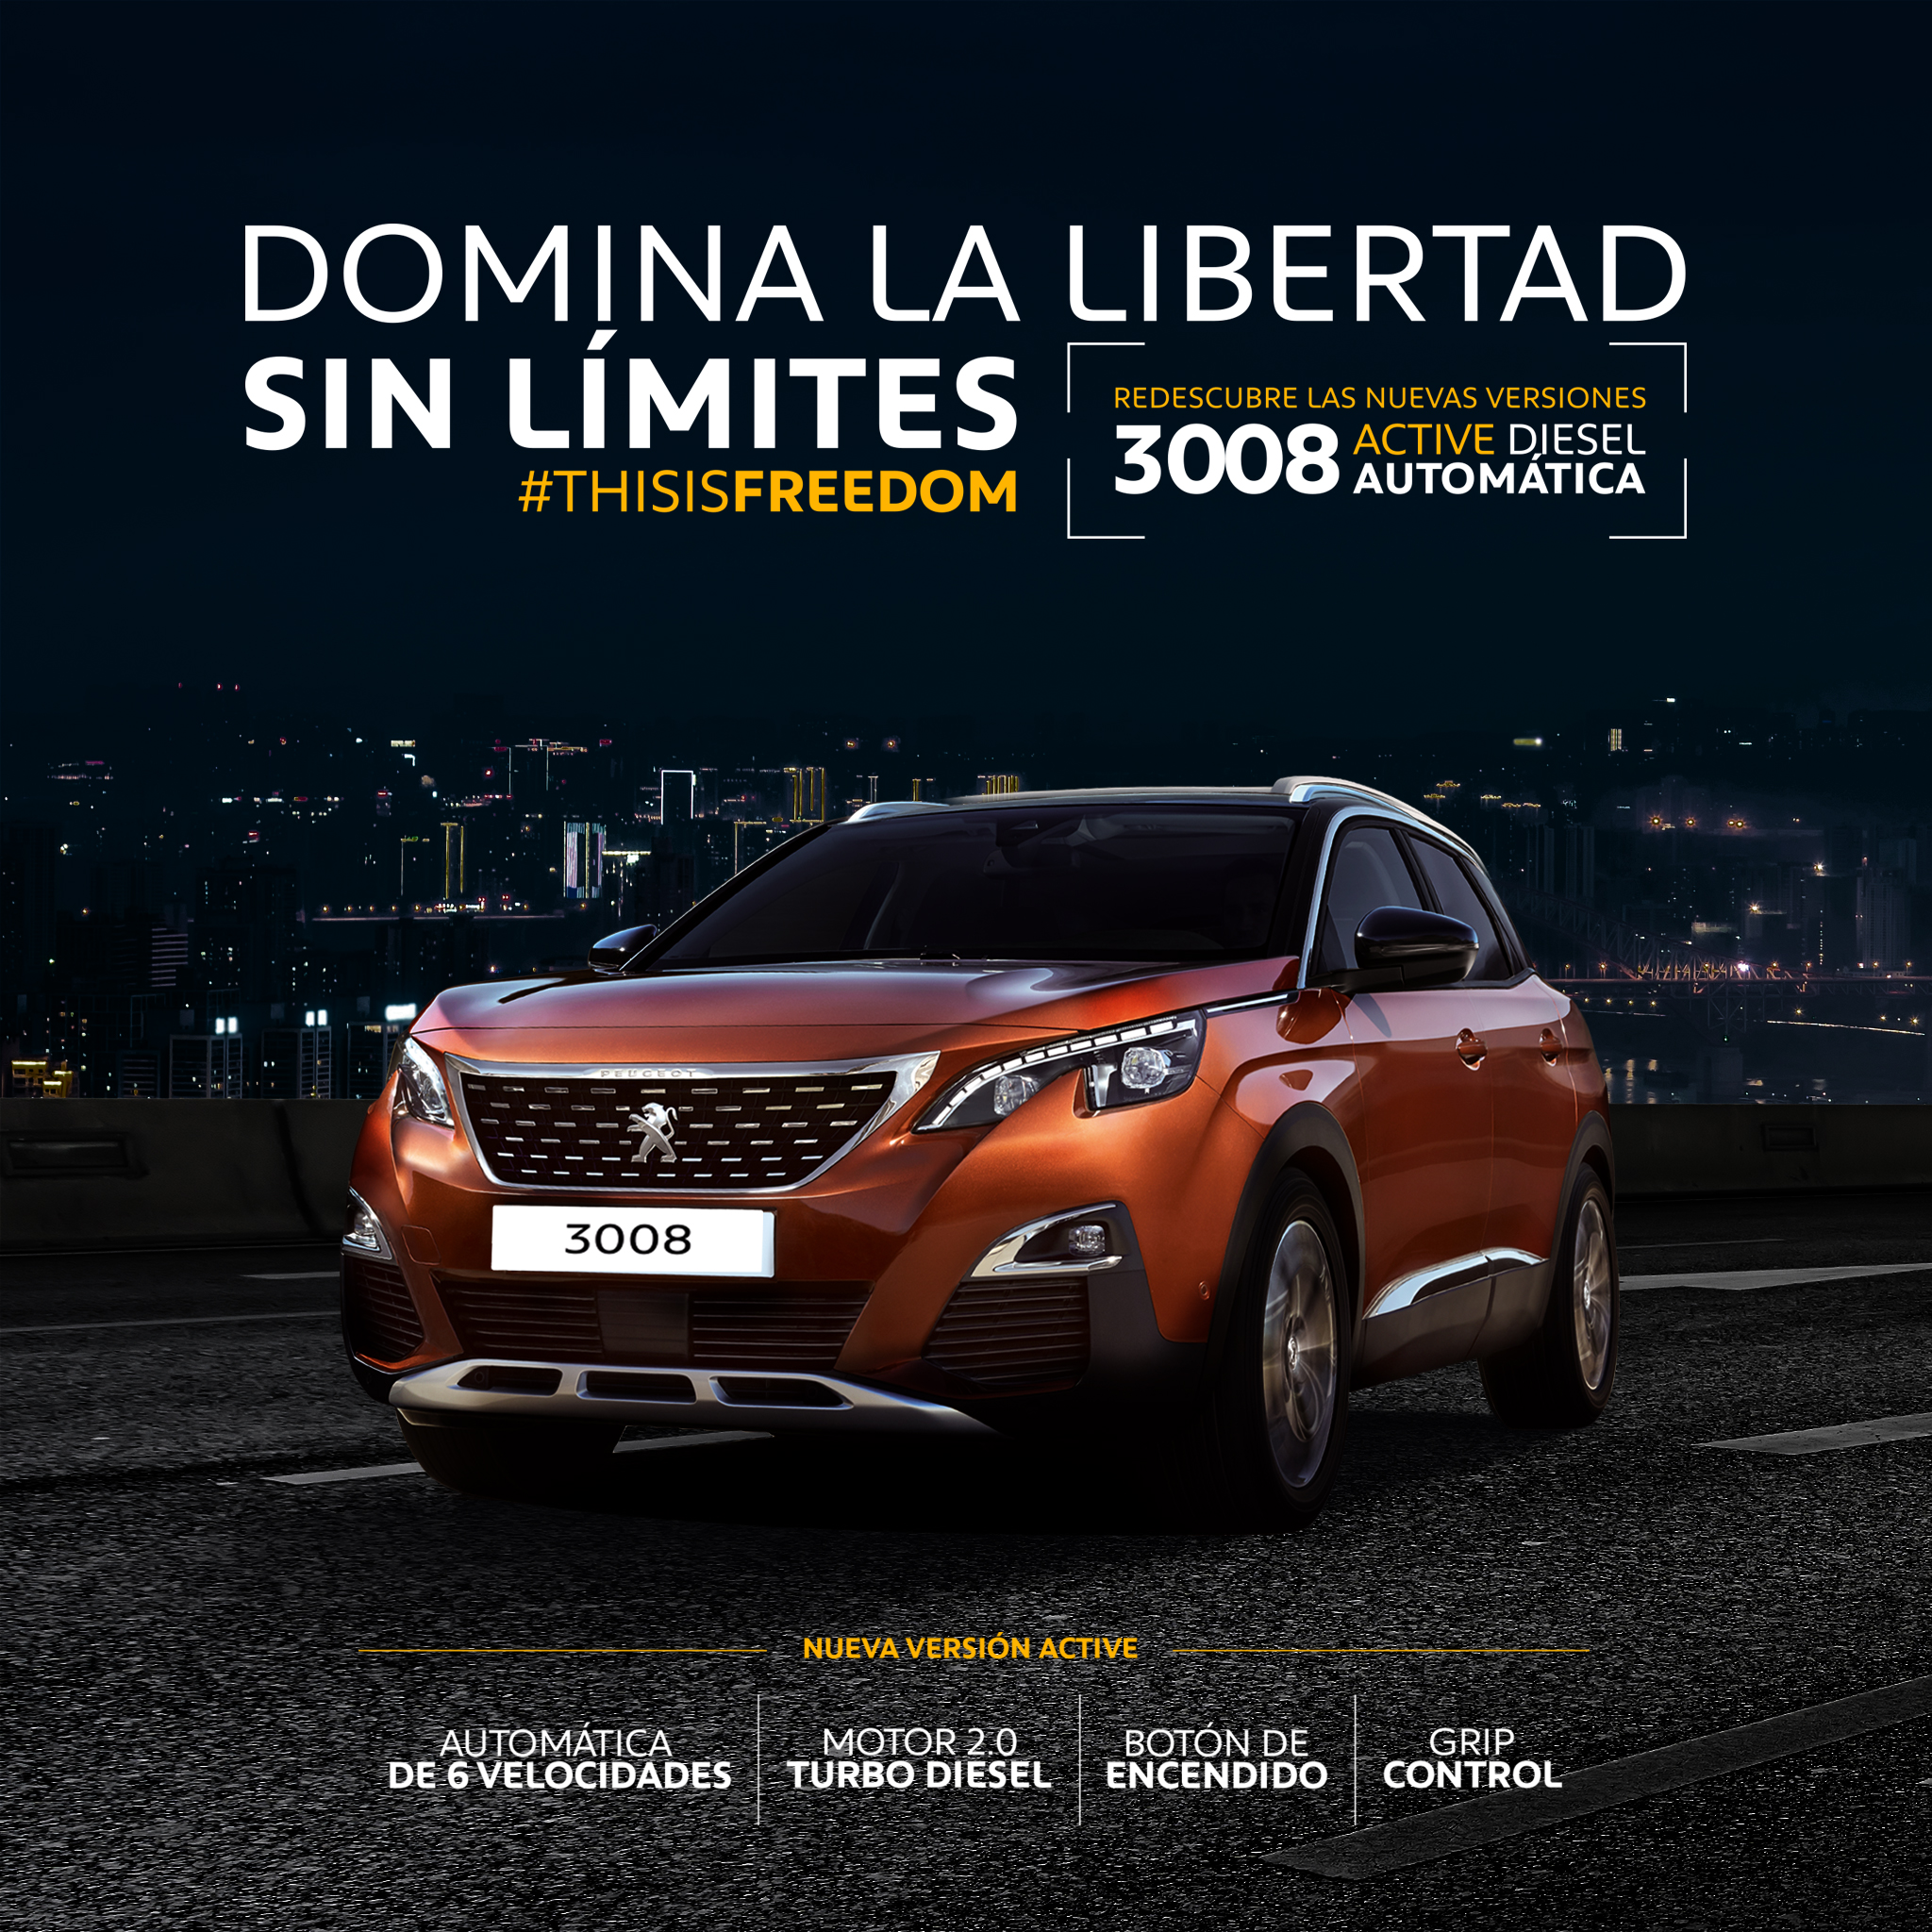 DOMINA LA LIBERTAD
SIN LÍMITES
#THISISFREEDOM
REDESCUBRE LAS NUEVAS VERSIONES
3008 ACTIVE DIESEL
AUTOMÁTICA
PEUGEOT
3008
NUEVA VERSIÓN ACTIVE
AUTOMÁTICA
DE 6 VELOCIDADES
MOTOR 2.0
TURBO DIESEL
BOTÓN DE
ENCENDIDO
GRIP
CONTROL